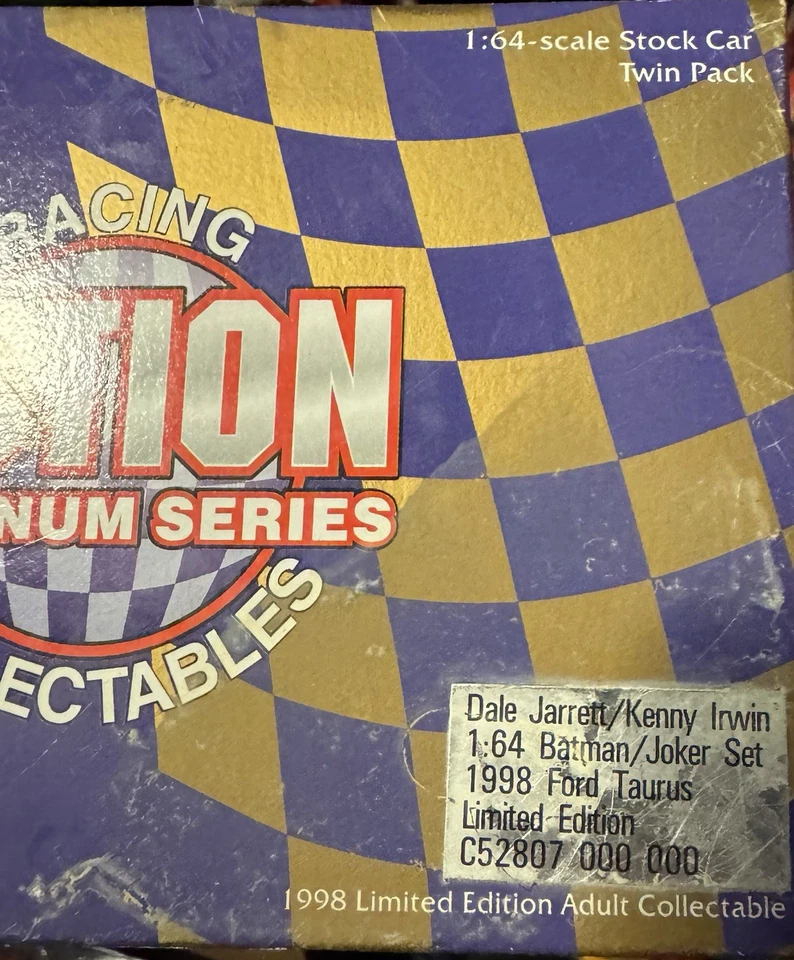 1:64-scale Stock Car
Twin Pack
RACING
TION
NUM SERIES
LECTABLES
Dale Jarrett/Kenny Irwin
1:64 Batman/Joker Set
1998 Ford Taurus
Limited Edition
C52807 000 000
1998 Limited Edition Adult Collectable